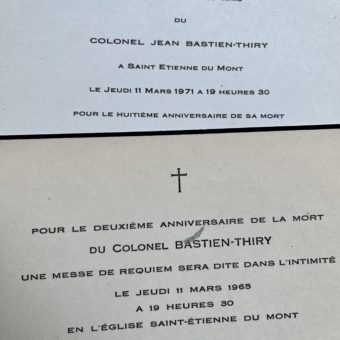 DU
COLONEL JEAN BASTIEN-THIRY
A SAINT ETIENNE DU MONT
LE JEUDI 11 MARS 1971 A 19 HEURES 30
POUR LE HUITIÈME ANNIVERSAIRE DE SA MORT
POUR LE DEUXIÈME ANNIVERSAIRE DE LA MORT
DU COLONEL BASTIEN-THIRY
UNE MESSE DE REQUIEM SERA DITE DANS L'INTIMITÉ
LE JEUDI 11 MARS 1965
A 19 HEURES 30
EN L'ÉGLISE SAINT-ÉTIENNE DU MONT